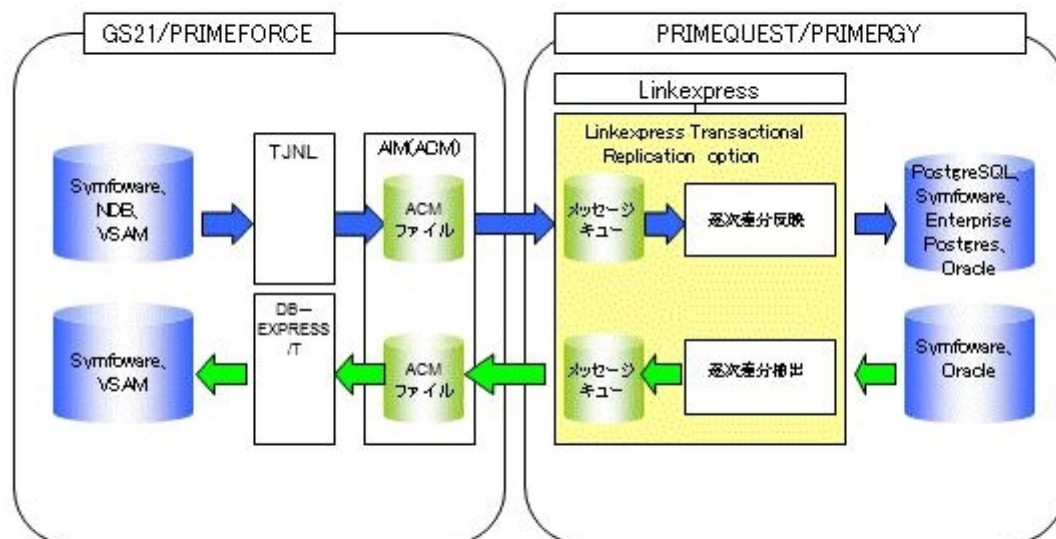 GS21/PRIMEFORCE
PRIMEQUEST/PRIMERGY
Linkexpress
Linkexpress Transactional
Replication option
TJNL
AIM(ACM)
Symfoware、
NDB、
VSAM
ACM
ファイル
メッセージ
キュー
逐次差分反映
PostgreSQL、
Symfoware、
Enterprise
Postgres、
Oracle
DB－
EXPRESS
/T
Symfoware、
VSAM
ACM
ファイル
メッセージ
キュー
逐次差分抽出
Symfoware、
Oracle